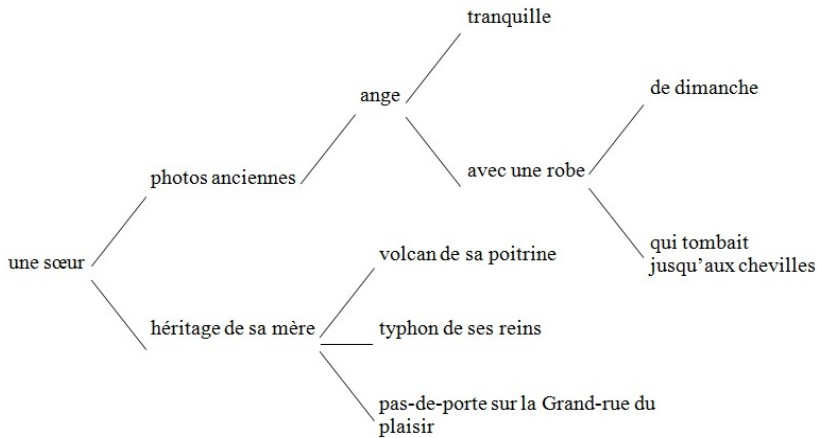 tranquille
de dimanche
ange
avec une robe
photos anciennes
qui tombait
jusqu’aux chevilles
une sœur
volcan de sa poitrine
héritage de sa mère
typhon de ses reins
pas-de-porte sur la Grand-rue du
plaisir